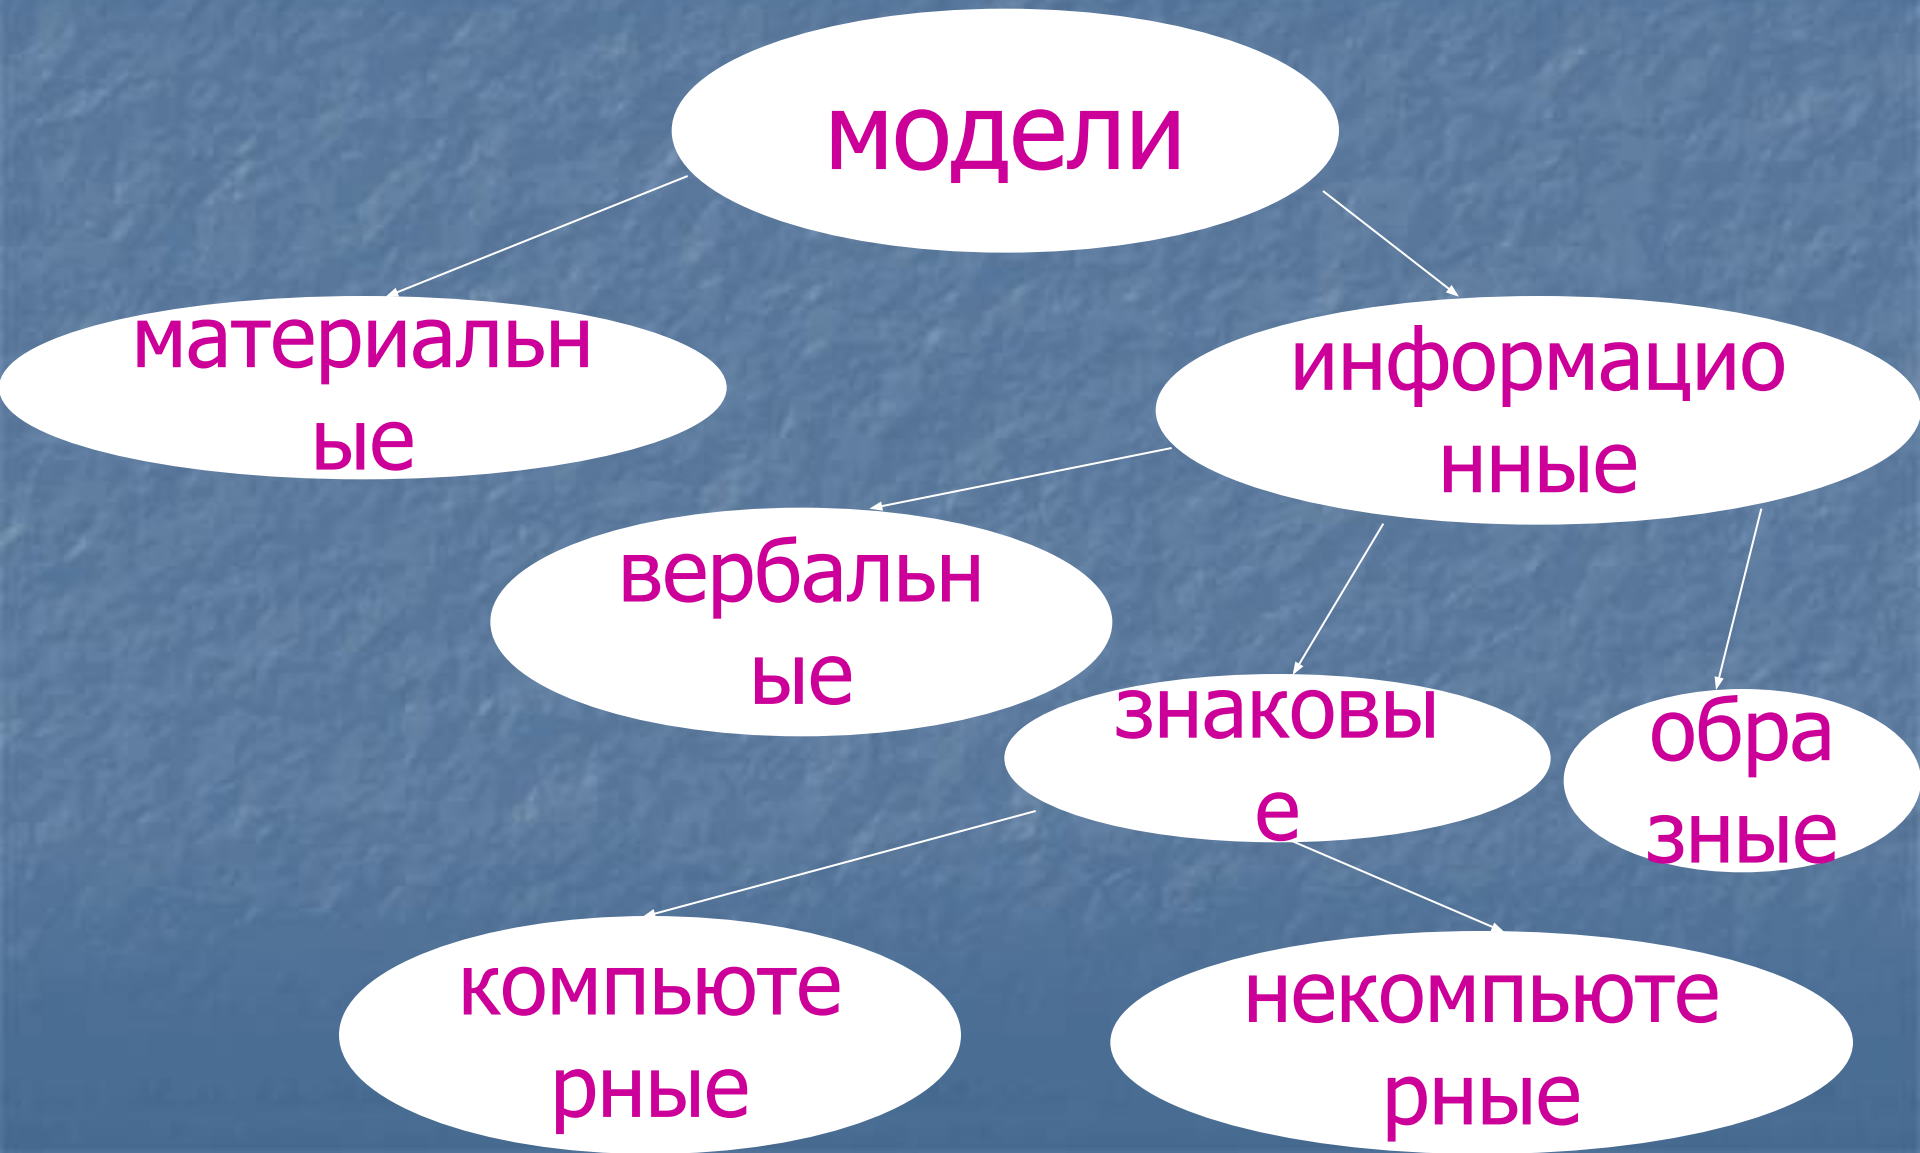 модели
материальн
ые
информацио
нные
вербальн
ые
знаковы
е
обра
зные
компьюте
рные
некомпьюте
рные